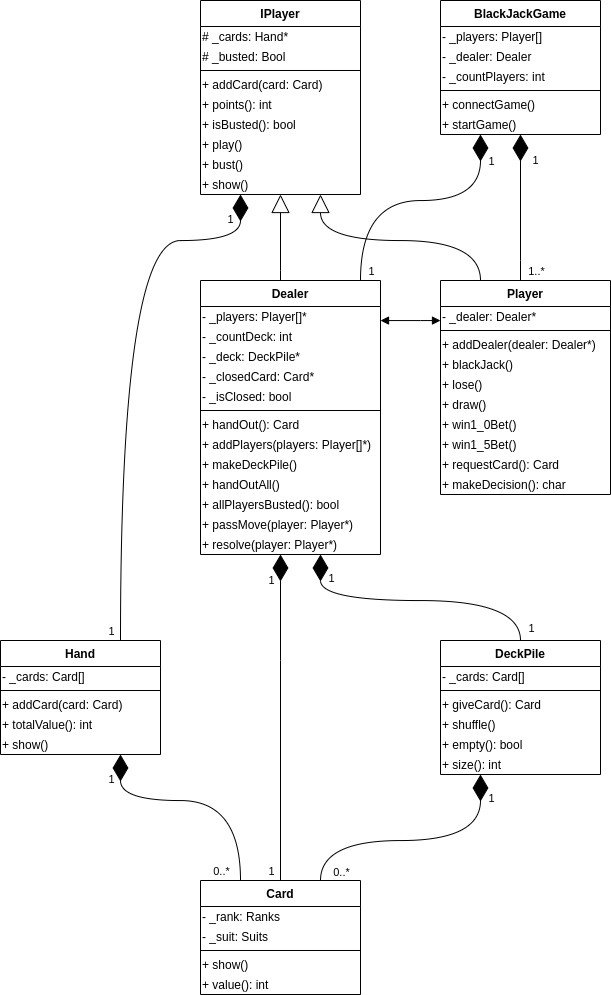 IPlayer
# _cards: Hand*
# _busted: Bool
+ addCard(card: Card)
+ points(): int
+ isBusted(): bool
+ play()
+ bust()
+ show()
BlackJackGame
- _players: Player[]
- _dealer: Dealer
- _countPlayers: int
+ connectGame()
+ startGame()
1
1
1
1
1..*
Dealer
- _players: Player[]*
- _countDeck: int
- _deck: DeckPile*
- _closedCard: Card*
- _isClosed: bool
+ handOut(): Card
+ addPlayers(players: Player[]*)
+ makeDeckPile()
+ handOutAll()
+ allPlayersBusted(): bool
+ passMove(player: Player*)
+ resolve(player: Player*)
Player
- _dealer: Dealer*
+ addDealer(dealer: Dealer*)
+ blackJack()
+ lose()
+ draw()
+ win1_0Bet()
+ win1_5Bet()
+ requestCard(): Card
+ makeDecision(): char
1
1
1
1
Hand
- _cards: Card[]
+ addCard(card: Card)
+ totalValue(): int
+ show()
DeckPile
- _cards: Card[]
+ giveCard(): Card
+ shuffle()
+ empty(): bool
+ size(): int
1
1
0..*
1
0..*
Card
- _rank: Ranks
- _suit: Suits
+ show()
+ value(): int